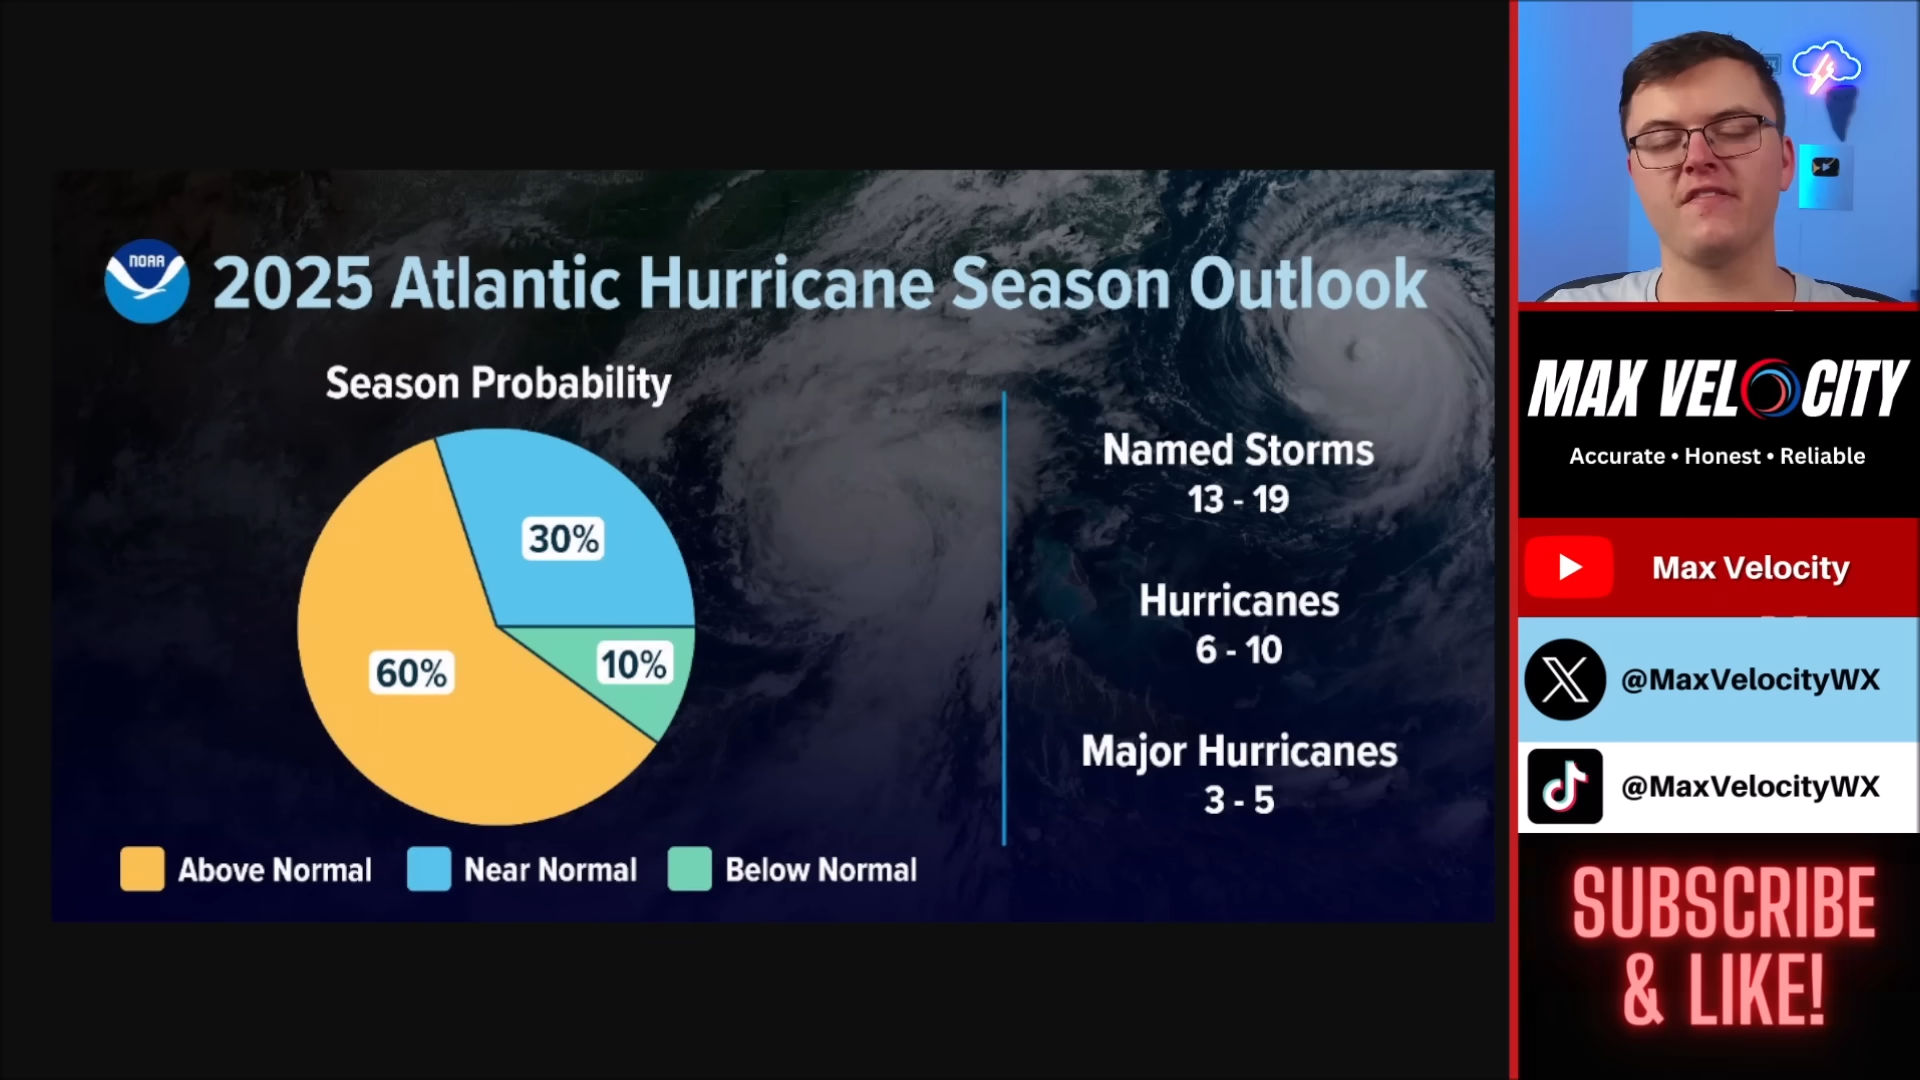 NOAA
2025 Atlantic Hurricane Season Outlook
Season Probability
30%
60%
10%
Above Normal
Near Normal
Below Normal
Named Storms
13 - 19
Hurricanes
6 - 10
Major Hurricanes
3 - 5
MAX VELOCITY
Accurate • Honest • Reliable
Max Velocity
@MaxVelocityWX
@MaxVelocityWX
SUBSCRIBE
& LIKE!